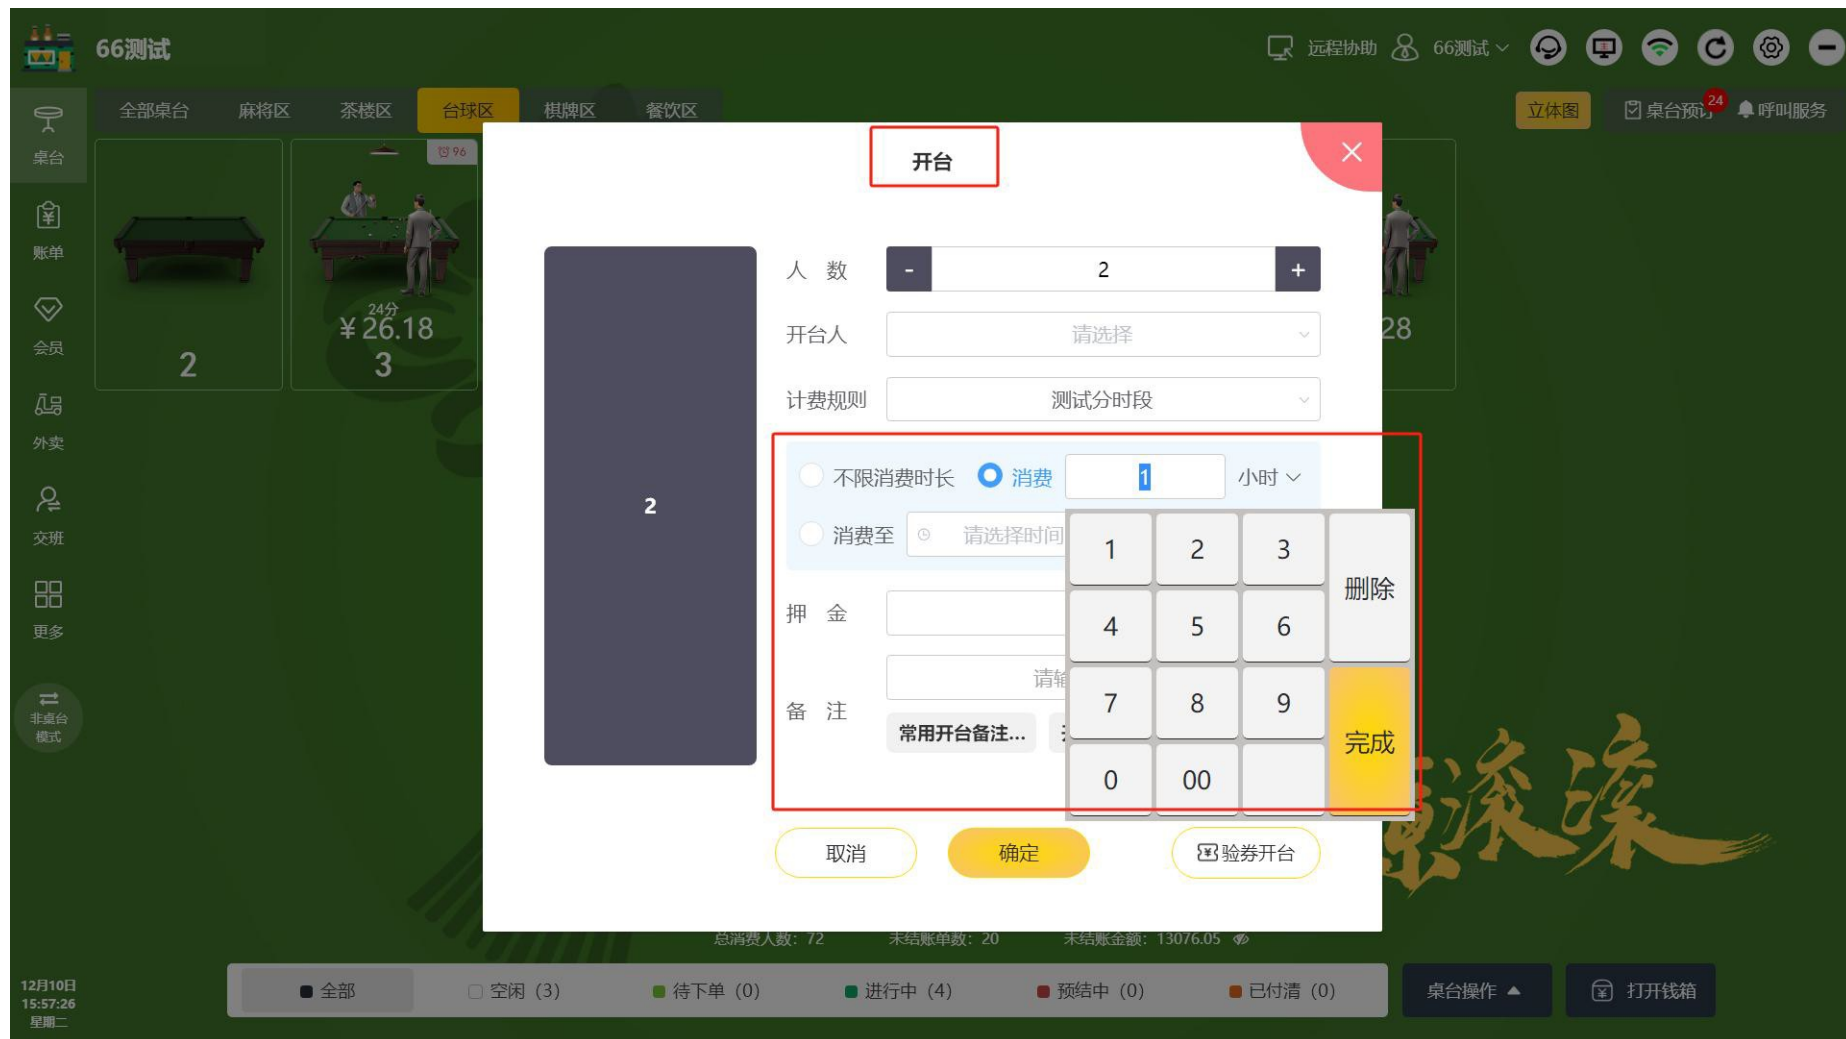 66测试
远程协助
66测试
全部桌台 麻将区 茶楼区 台球区 棋牌区 餐饮区
立体图
桌台预订 24
呼叫服务
桌台
账单
会员
外卖
交班
更多
非桌台
模式
2
96
24分
¥26.18
3
28
开台
2
人 数 - 2 +
开台人 请选择
计费规则 测试分时段
不限消费时长 消费 1 小时
消费至 请选择时间
押 金
备 注
常用开台备注...
1 2 3 删除
4 5 6
7 8 9 完成
0 00
取消 确定 验券开台
总消费人数: 72 未结账单数: 20 未结账金额: 13076.05
12月10日
15:57:26
星期二
全部 空闲 (3) 待下单 (0) 进行中 (4) 预结中 (0) 已付清 (0)
桌台操作
打开钱箱
滚滚